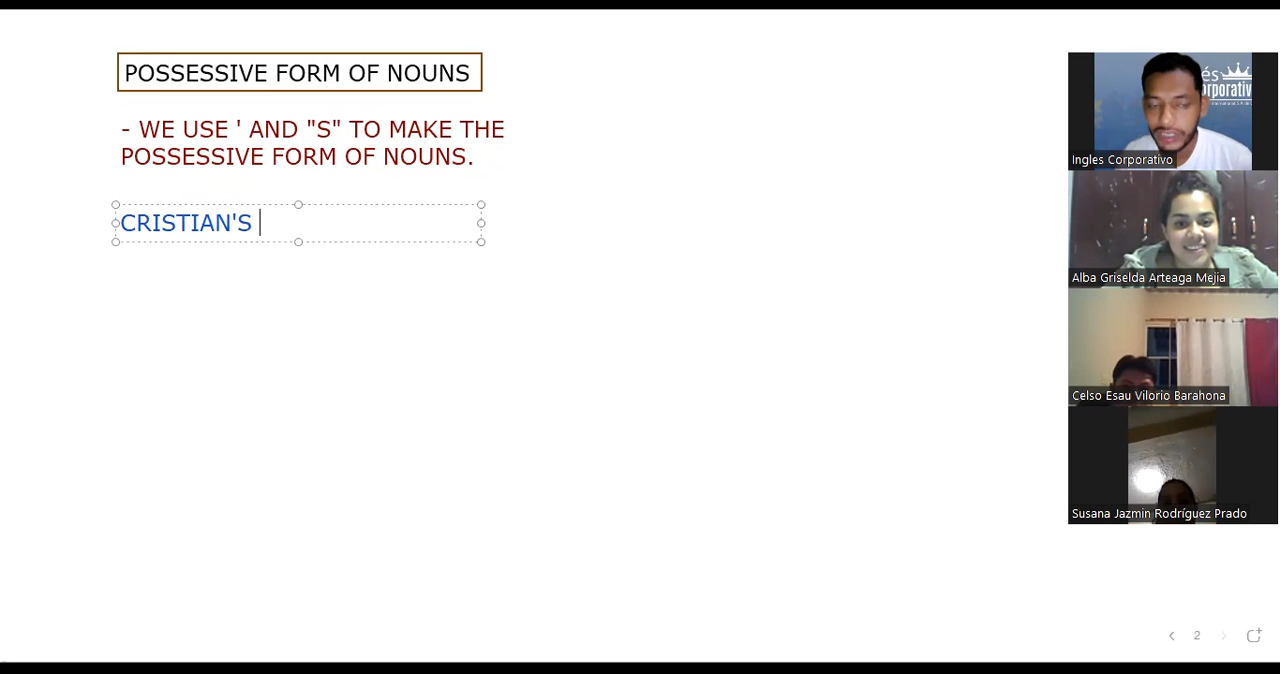 POSSESSIVE FORM OF NOUNS
- WE USE ' AND "S" TO MAKE THE
POSSESSIVE FORM OF NOUNS.
CRISTIAN'S
Ingles Corporativo
Alba Griselda Arteaga Mejia
Celso Esau Vilorio Barahona
Susana Jazmin Rodríguez Prado
2